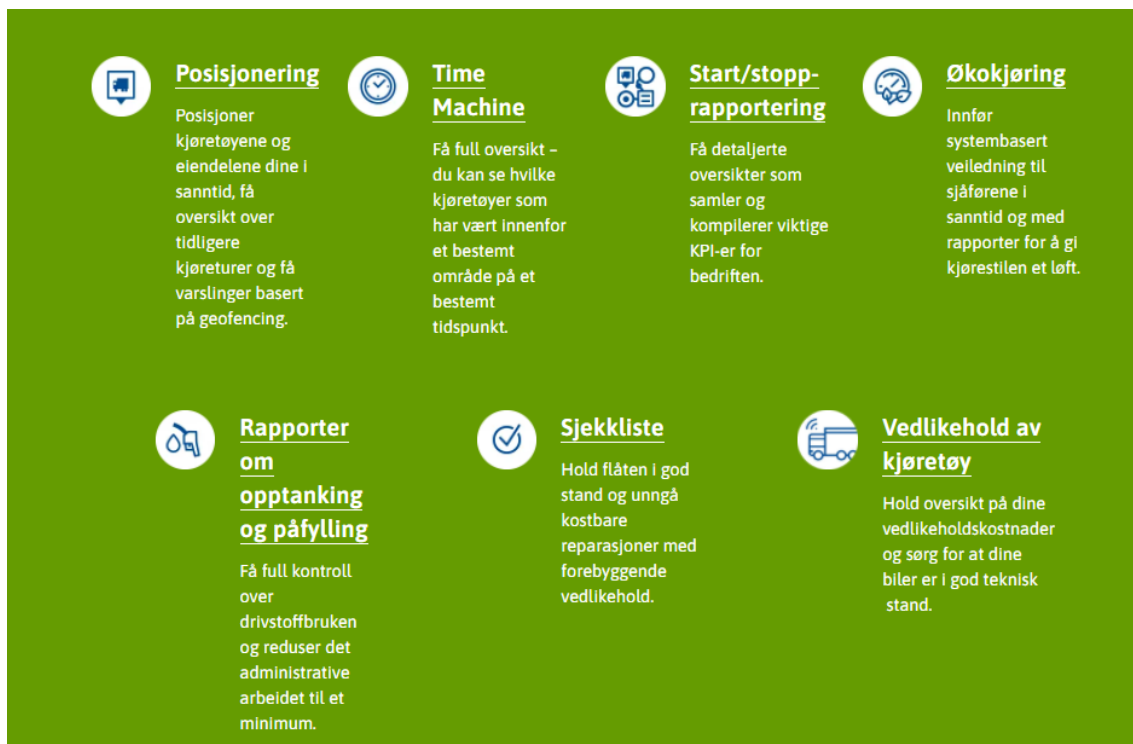 Posisjonering
Posisjoner
kjøretøyene og
eiendelene dine i
sanntid, få
oversikt over
tidligere
kjøreturer og få
varslinger basert
på geofencing.
Time
Machine
Få full oversikt –
du kan se hvilke
kjøretøyer som
har vært innenfor
et bestemt
område på et
bestemt
tidspunkt.
Start/stopp-
rapportering
Få detaljerte
oversikter som
samler og
kompilerer viktige
KPI-er for
bedriften.
Økokjøring
Innfør
systembasert
veiledning til
sjåførene i
sanntid og med
rapporter for å gi
kjørestilen et løft.
Rapporter
om
opptanking
og påfylling
Få full kontroll
over
drivstoffbruken
og reduser det
administrative
arbeidet til et
minimum.
Sjekkliste
Hold flåten i god
stand og unngå
kostbare
reparasjoner med
forebyggende
vedlikehold.
Vedlikehold av
kjøretøy
Hold oversikt på dine
vedlikeholdskostnader
og sørg for at dine
biler er i god teknisk
stand.